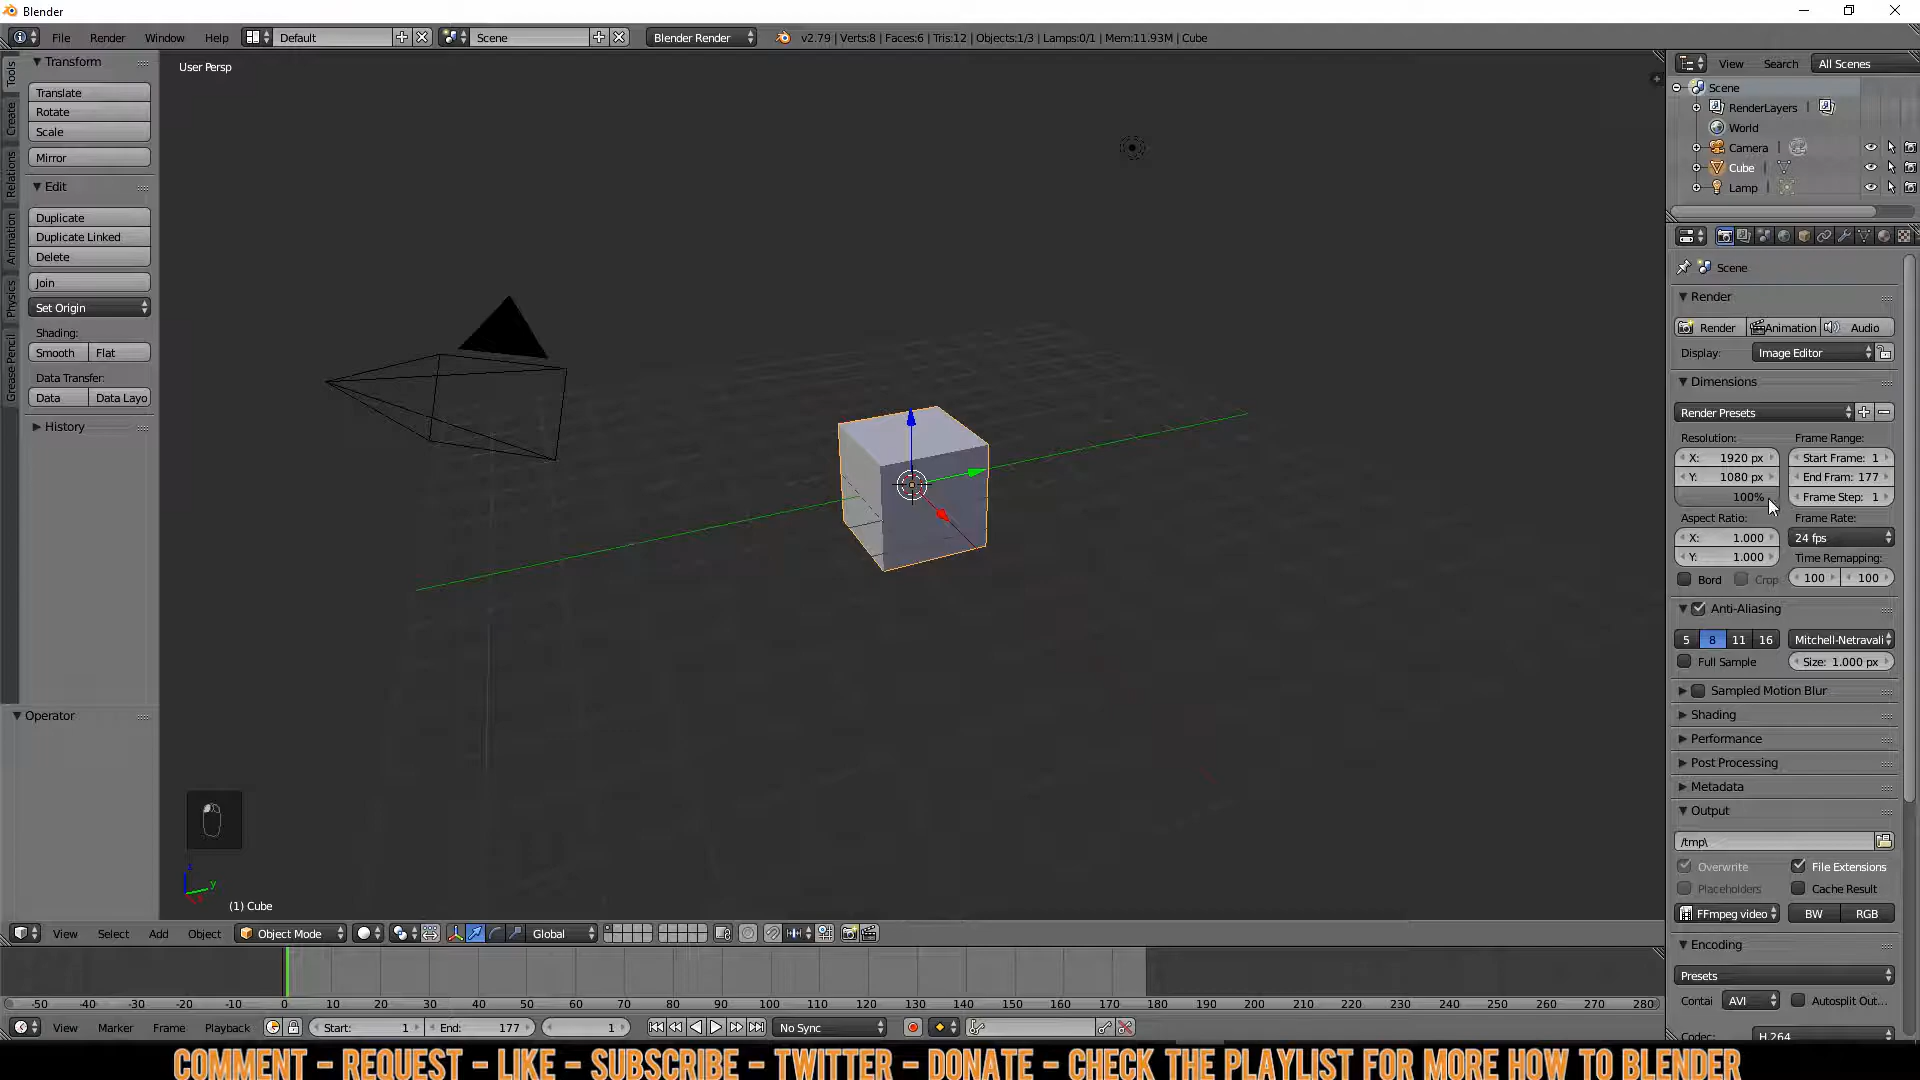 Blender
File Render Window Help Default Scene Blender Render v2.79 | Verts:8 | Faces:6 | Tris:12 | Objects:1/3 | Lamps:0/1 | Mem:11.93M | Cube
Tools
Create
Relations
Animation
Physics
Grease Pencil
Transform
Translate
Rotate
Scale
Mirror
Edit
Duplicate
Duplicate Linked
Delete
Join
Set Origin
Shading:
Smooth Flat
Data Transfer:
Data Data Layo
History
Operator
User Persp
z
y
x
(1) Cube
View Select Add Object Object Mode Global
View Search All Scenes
Scene
RenderLayers |
World
Camera |
Cube |
Lamp |
Scene
Render
Render Animation Audio
Display: Image Editor
Dimensions
Render Presets
Resolution: Frame Range:
X: 1920 px Start Frame: 1
Y: 1080 px End Fram: 177
100% Frame Step: 1
Aspect Ratio: Frame Rate:
X: 1.000 24 fps
Y: 1.000 Time Remapping:
Bord Crop 100 100
Anti-Aliasing
5 8 11 16 Mitchell-Netravali
Full Sample Size: 1.000 px
Sampled Motion Blur
Shading
Performance
Post Processing
Metadata
Output
/tmp\
Overwrite File Extensions
Placeholders Cache Result
FFmpeg video BW RGB
Encoding
Presets
Contai AVI Autosplit Out...
Codec: H.264
-50 -40 -30 -20 -10 0 10 20 30 40 50 60 70 80 90 100 110 120 130 140 150 160 170 180 190 200 210 220 230 240 250 260 270 280
View Marker Frame Playback Start: 1 End: 177 1 No Sync
COMMENT - REQUEST - LIKE - SUBSCRIBE - TWITTER - DONATE - CHECK THE PLAYLIST FOR MORE HOW TO BLENDER